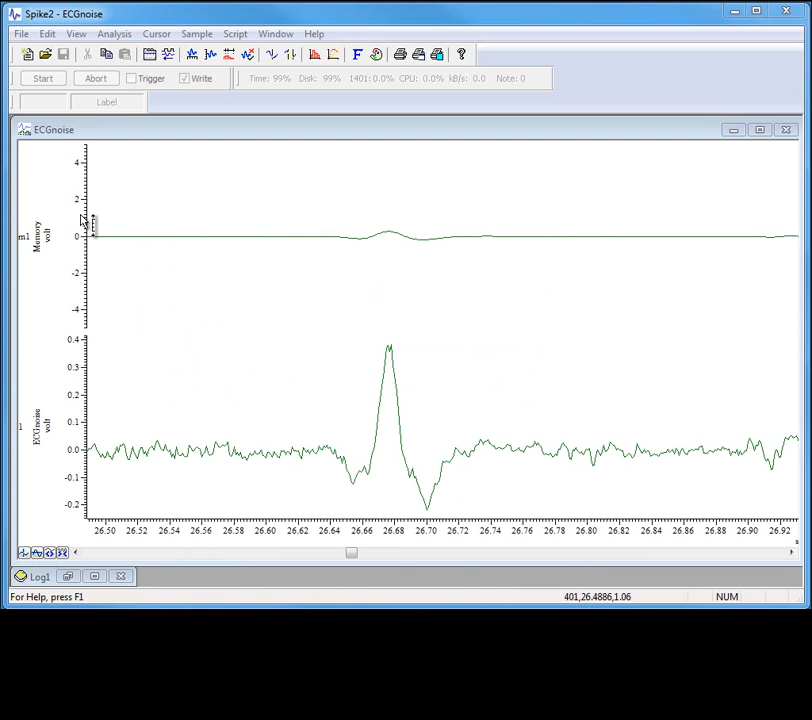 Spike2 - ECGnoise
File Edit View Analysis Cursor Sample Script Window Help
Start Abort Trigger Write Time: 99% Disk: 99% 1401:0.0% CPU: 0.0% kB/s: 0.0 Note: 0
Label
ECGnoise
4
2
m1 Memory volt 0
-2
-4
0.4
0.3
0.2
1 ECGnoise volt 0.1
0.0
-0.1
-0.2
26.50 26.52 26.54 26.56 26.58 26.60 26.62 26.64 26.66 26.68 26.70 26.72 26.74 26.76 26.78 26.80 26.82 26.84 26.86 26.88 26.90 26.92
s
Log1
For Help, press F1 401,26.4886,1.06 NUM